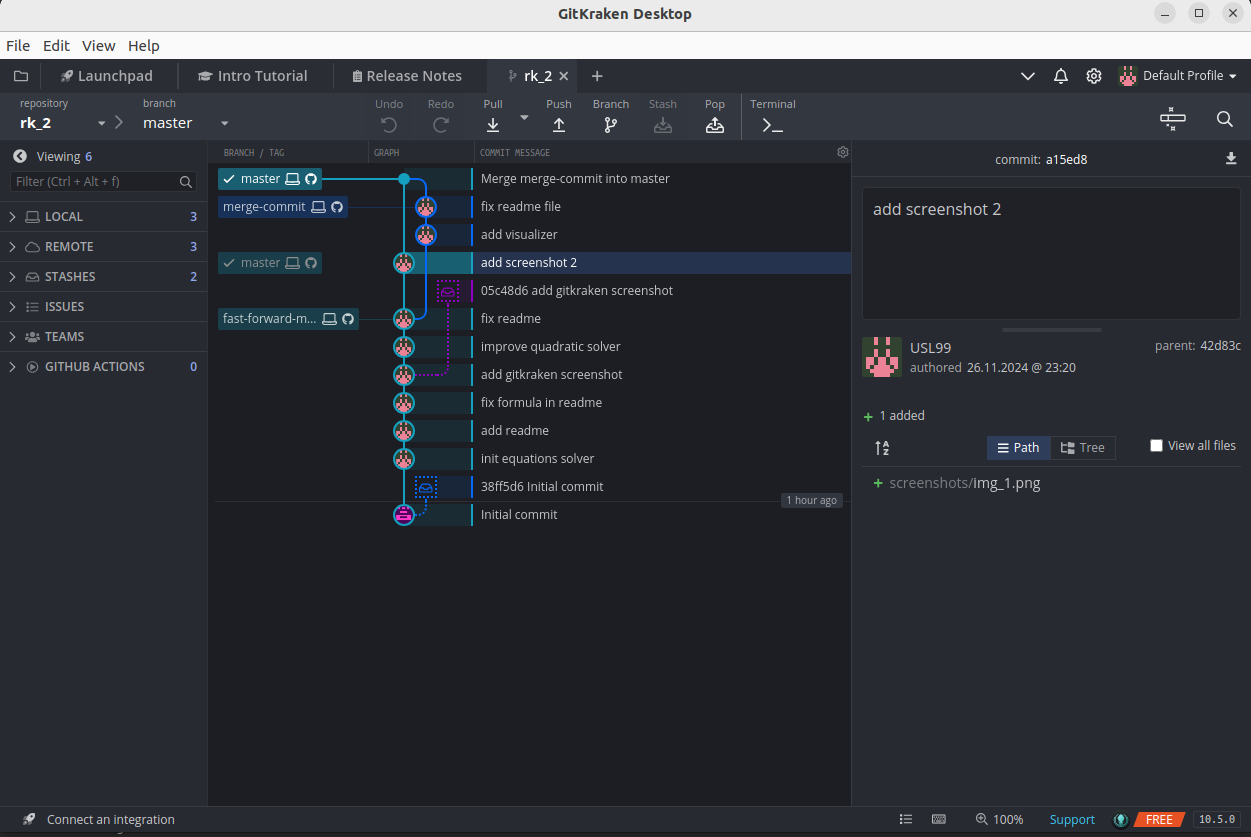 GitKraken Desktop
File Edit View Help
Launchpad Intro Tutorial Release Notes rk_2 Default Profile
repository branch Undo Redo Pull Push Branch Stash Pop Terminal
rk_2 master
Viewing 6 BRANCH / TAG GRAPH COMMIT MESSAGE commit: a15ed8
Filter (Ctrl + Alt + f) master Merge merge-commit into master
merge-commit fix readme file add screenshot 2
LOCAL 3
add visualizer
REMOTE 3
master add screenshot 2
STASHES 2
05c48d6 add gitkraken screenshot
ISSUES
fast-forward-m... fix readme
TEAMS
improve quadratic solver USL99 parent: 42d83c
GITHUB ACTIONS 0 add gitkraken screenshot authored 26.11.2024 @ 23:20
fix formula in readme
1 added
add readme
Path Tree View all files
init equations solver
38ff5d6 Initial commit screenshots/img_1.png
1 hour ago
Initial commit
Connect an integration 100% Support FREE 10.5.0